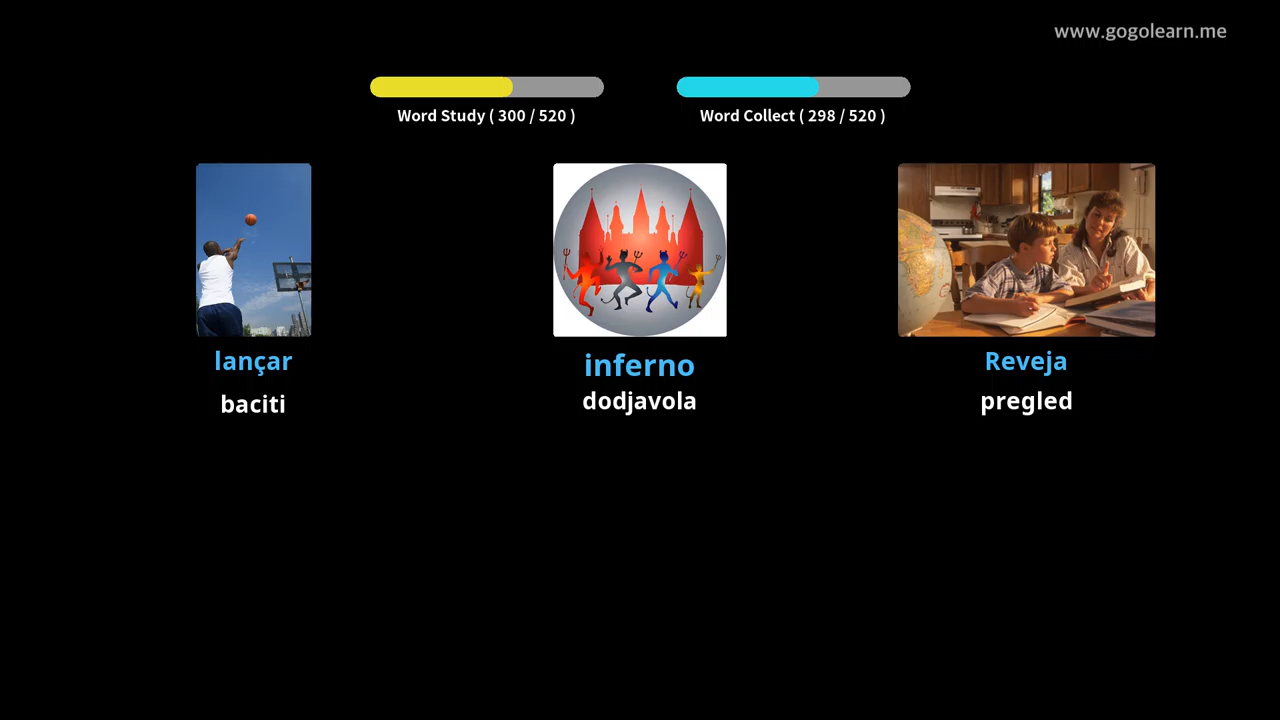 www.gogolearn.me
Word Study ( 300 / 520 )
Word Collect ( 298 / 520 )
lançar
baciti
inferno
dodjavola
Reveja
pregled